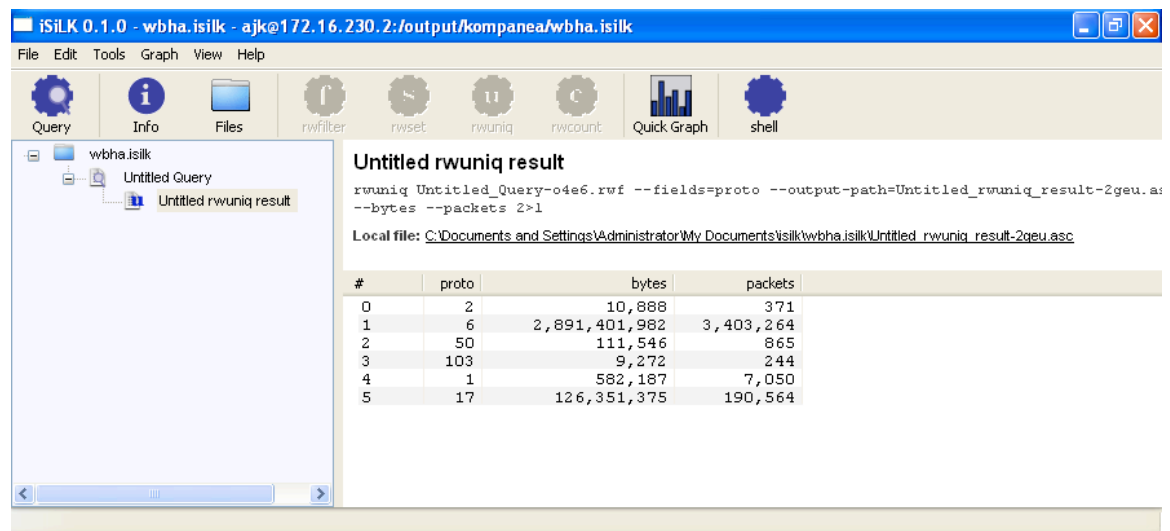 iSiLK 0.1.0 - wbha.isilk - ajk@172.16.230.2:/output/kompanea/wbha.isilk
File Edit Tools Graph View Help
Query Info Files rwfilter rwset rwuniq rwcount Quick Graph shell
wbha.isilk
Untitled Query
Untitled rwuniq result
Untitled rwuniq result
rwuniq Untitled_Query-o4e6.rwf --fields=proto --output-path=Untitled_rwuniq_result-2geu.as
--bytes --packets 2>1
Local file: C:\Documents and Settings\Administrator\My Documents\isilk\wbha.isilk\Untitled_rwuniq_result-2geu.asc
# proto bytes packets
0 2 10,888 371
1 6 2,891,401,982 3,403,264
2 50 111,546 865
3 103 9,272 244
4 1 582,187 7,050
5 17 126,351,375 190,564